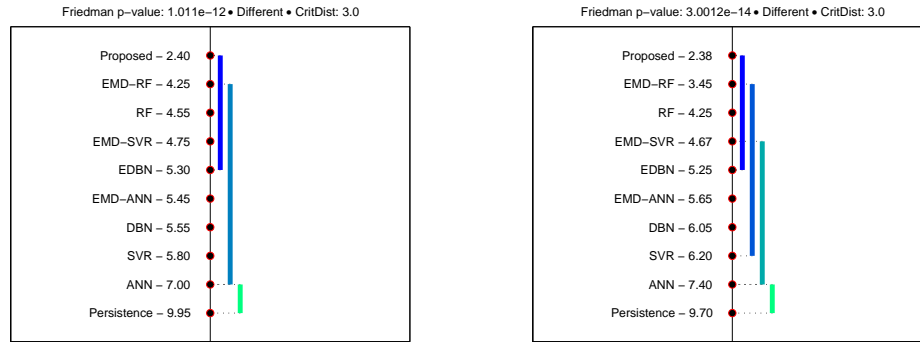 Friedman p−value: 1.011e−12 • Different • CritDist: 3.0
Proposed − 2.40
EMD−RF − 4.25
RF − 4.55
EMD−SVR − 4.75
EDBN − 5.30
EMD−ANN − 5.45
DBN − 5.55
SVR − 5.80
ANN − 7.00
Persistence − 9.95
Friedman p−value: 3.0012e−14 • Different • CritDist: 3.0
Proposed − 2.38
EMD−RF − 3.45
RF − 4.25
EMD−SVR − 4.67
EDBN − 5.25
EMD−ANN − 5.65
DBN − 6.05
SVR − 6.20
ANN − 7.40
Persistence − 9.70